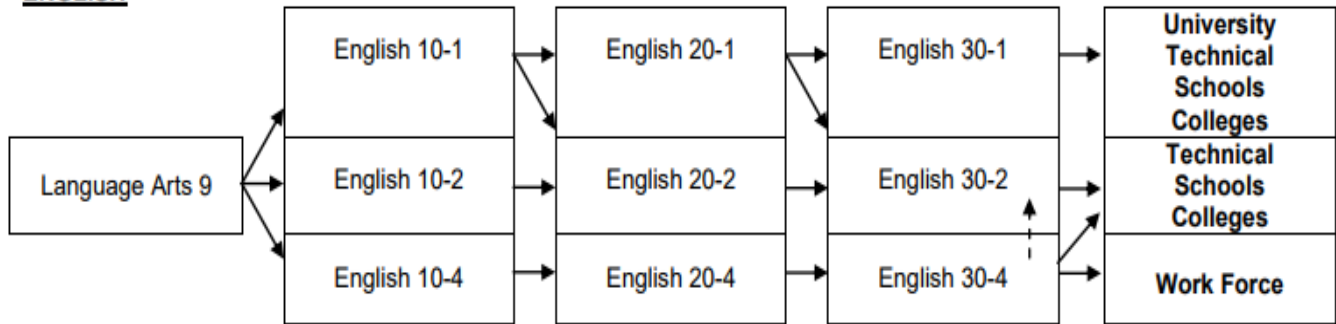 English 10-1
English 20-1
English 30-1
University
Technical
Schools
Colleges
Language Arts 9
English 10-2
English 20-2
English 30-2
Technical
Schools
Colleges
English 10-4
English 20-4
English 30-4
Work Force